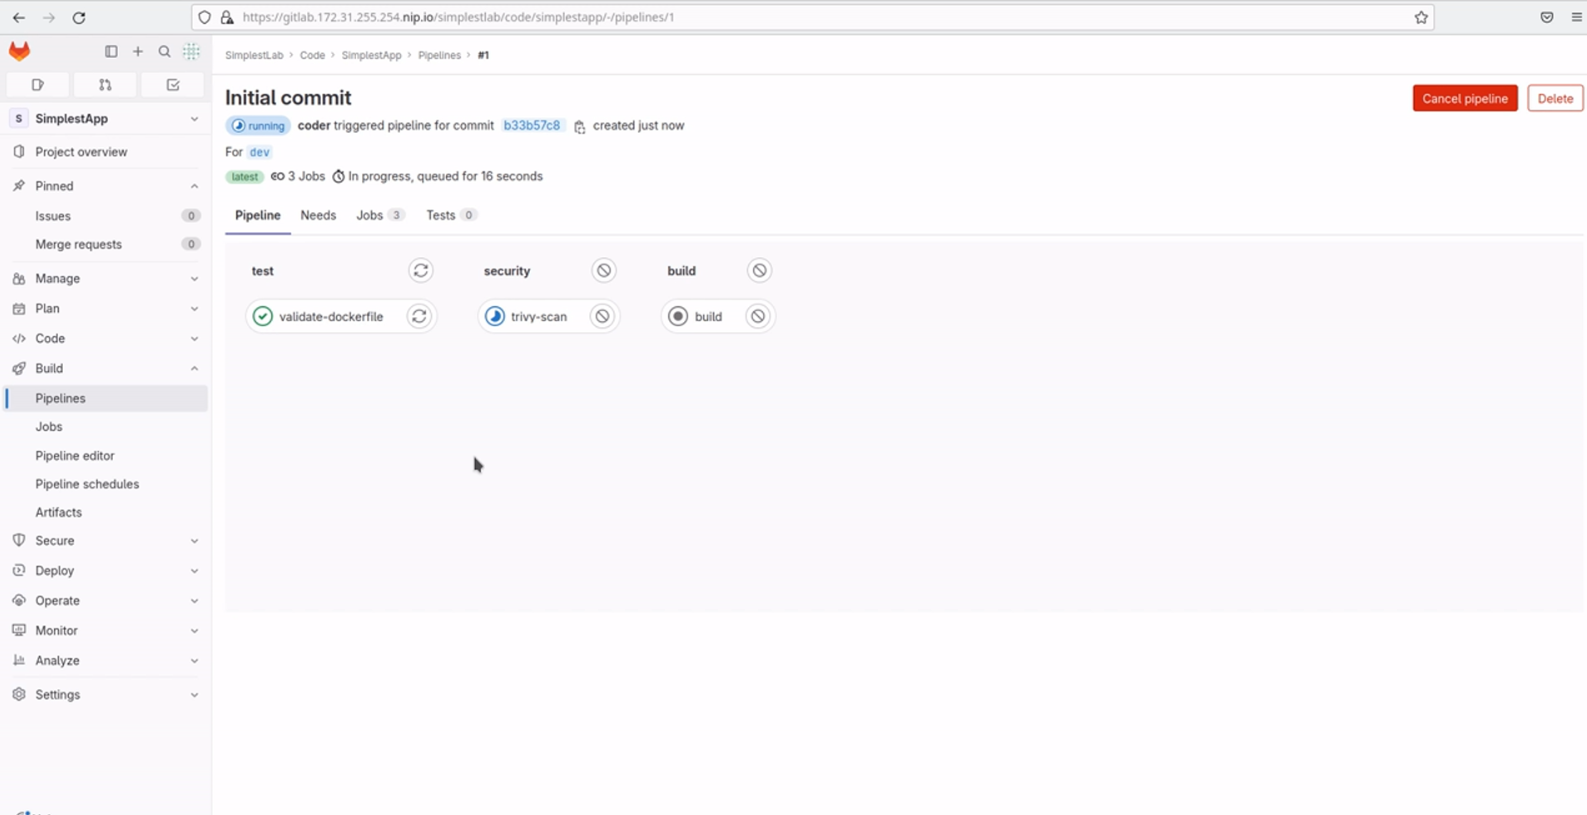 https://gitlab.172.31.255.254.nip.io/simplestlab/code/simplestapp/-/pipelines/1
SimplestLab > Code > SimplestApp > Pipelines > #1
Initial commit
Cancel pipeline
Delete
running coder triggered pipeline for commit b33b57c8 created just now
For dev
latest 3 Jobs In progress, queued for 16 seconds
Pipeline Needs Jobs 3 Tests 0
test security build
validate-dockerfile trivy-scan build
S SimplestApp
Project overview
Pinned
Issues 0
Merge requests 0
Manage
Plan
Code
Build
Pipelines
Jobs
Pipeline editor
Pipeline schedules
Artifacts
Secure
Deploy
Operate
Monitor
Analyze
Settings